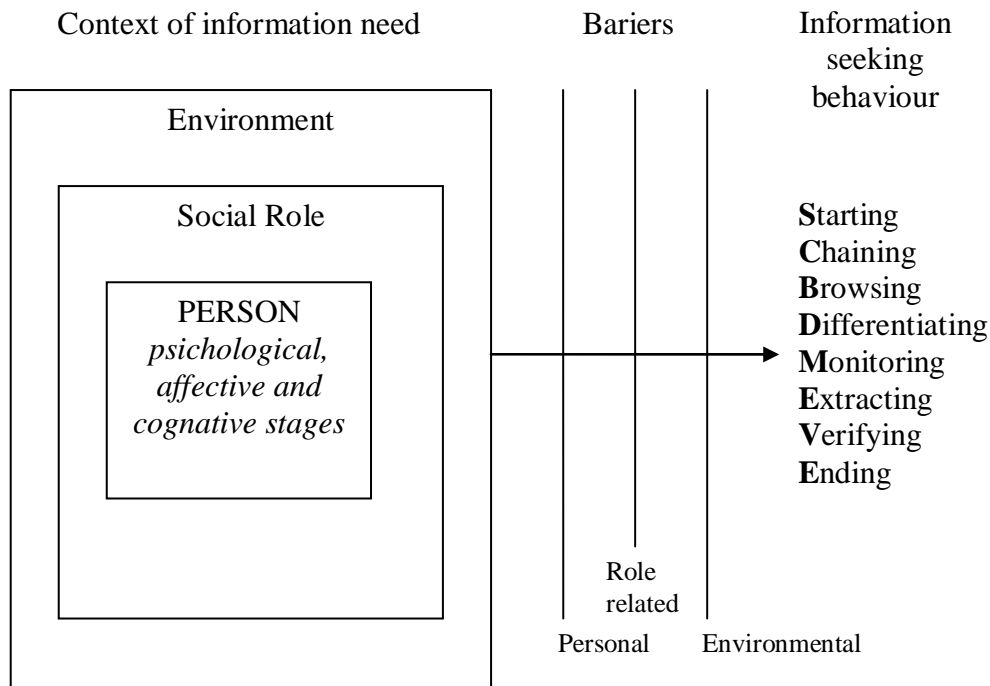 Context of information need
Bariers
Information
seeking
behaviour
Environment
Social Role
PERSON
psichological,
affective and
cognative stages
Starting
Chaining
Browsing
Differentiating
Monitoring
Extracting
Verifying
Ending
Role
related
Personal
Environmental